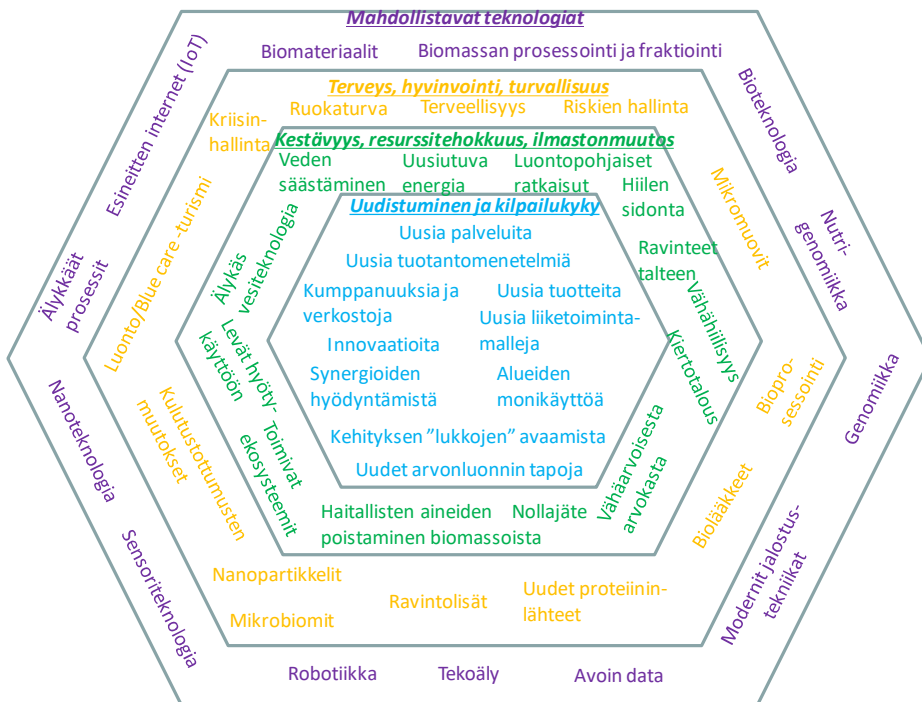 Mahdollistavat teknologiat
Biomateriaalit
Biomassan prosessointi ja fraktiointi
Bioteknologia
Nutri-
genomiikka
Genomiikka
Modernit jalostus-
tekniikat
Avoin data
Tekoäly
Robotiikka
Sensoriteknologia
Nanoteknologia
Älykkäät
prosessit
Esineitten internet (IoT)
Terveys, hyvinvointi, turvallisuus
Kriisin-
hallinta
Ruokaturva
Terveellisyys
Riskien hallinta
Mikromuovit
Biopro-
sessointi
Biolääkkeet
Uudet proteiinin-
lähteet
Ravintolisät
Nanopartikkelit
Mikrobiomit
Kulutustottumusten
muutokset
Luonto/Blue care -turismi
Kestävyys, resurssitehokkuus, ilmastonmuutos
Veden
säästäminen
Uusiutuva
energia
Luontopohjaiset
ratkaisut
Hiilen
sidonta
Ravinteet
talteen
Vähähiilisyys
Kiertotalous
Vähäarvoisesta
arvokasta
Nollajäte
Haitallisten aineiden
poistaminen biomassoista
Toimivat
ekosysteemit
Levät hyöty-
käyttöön
Älykäs
vesiteknologia
Uudistuminen ja kilpailukyky
Uusia palveluita
Uusia tuotantomenetelmiä
Kumppanuuksia ja
verkostoja
Uusia tuotteita
Uusia liiketoiminta-
malleja
Innovaatioita
Synergioiden
hyödyntämistä
Alueiden
monikäyttöä
Kehityksen ”lukkojen” avaamista
Uudet arvonluonnin tapoja